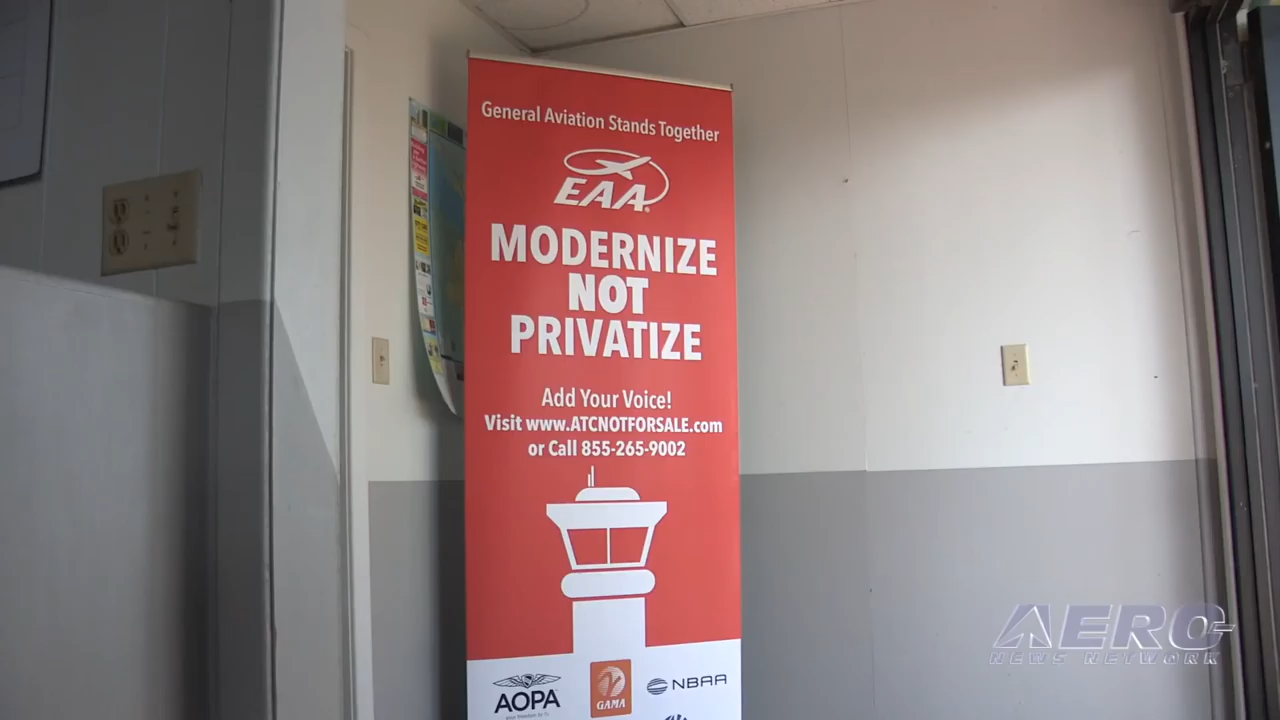 General Aviation Stands Together
EAA®
MODERNIZE
NOT
PRIVATIZE
Add Your Voice!
Visit www.ATCNOTFORSALE.com
or Call 855-265-9002
AOPA
GAMA
NBAA
AERO
NEWS NETWORK